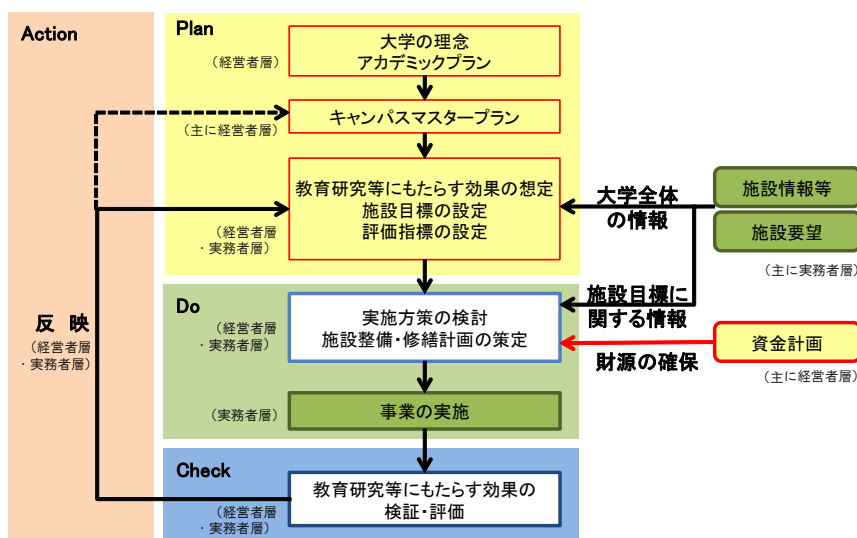 Action
Plan
大学の理念
アカデミックプラン
(経営者層)
キャンパスマスタープラン
(主に経営者層)
教育研究等にもたらす効果の想定
施設目標の設定
評価指標の設定
(経営者層
・実務者層)
大学全体
の情報
施設情報等
施設要望
(主に実務者層)
Do
実施方策の検討
施設整備・修繕計画の策定
(経営者層
・実務者層)
施設目標に
関する情報
財源の確保
資金計画
(主に経営者層)
反 映
(経営者層
・実務者層)
事業の実施
(実務者層)
Check
教育研究等にもたらす効果の
検証・評価
(経営者層
・実務者層)